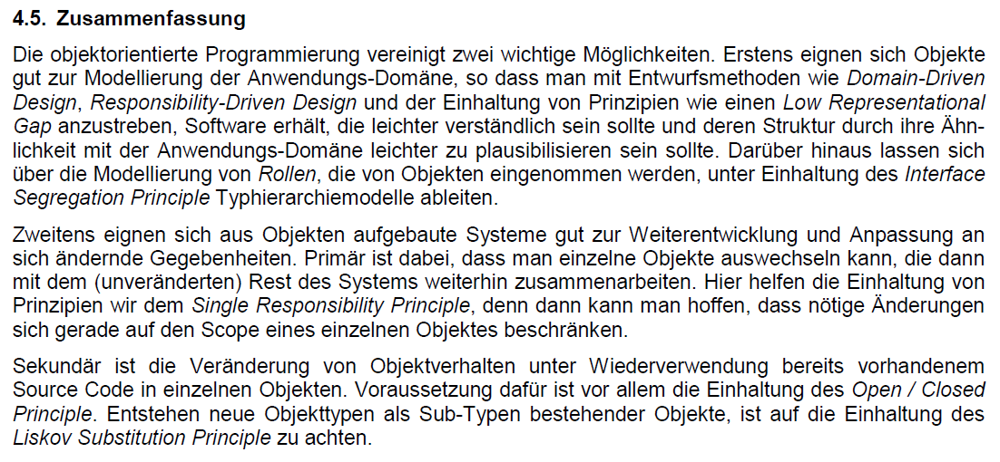 4.5. Zusammenfassung
Die objektorientierte Programmierung vereinigt zwei wichtige Möglichkeiten. Erstens eignen sich Objekte
gut zur Modellierung der Anwendungs-Domäne, so dass man mit Entwurfsmethoden wie Domain-Driven
Design, Responsibility-Driven Design und der Einhaltung von Prinzipien wie einen Low Representational
Gap anzustreben, Software erhält, die leichter verständlich sein sollte und deren Struktur durch ihre Ähn-
lichkeit mit der Anwendungs-Domäne leichter zu plausibilisieren sein sollte. Darüber hinaus lassen sich
über die Modellierung von Rollen, die von Objekten eingenommen werden, unter Einhaltung des Interface
Segregation Principle Typhierarchiemodelle ableiten.
Zweitens eignen sich aus Objekten aufgebaute Systeme gut zur Weiterentwicklung und Anpassung an
sich ändernde Gegebenheiten. Primär ist dabei, dass man einzelne Objekte auswechseln kann, die dann
mit dem (unveränderten) Rest des Systems weiterhin zusammenarbeiten. Hier helfen die Einhaltung von
Prinzipien wir dem Single Responsibility Principle, denn dann kann man hoffen, dass nötige Änderungen
sich gerade auf den Scope eines einzelnen Objektes beschränken.
Sekundär ist die Veränderung von Objektverhalten unter Wiederverwendung bereits vorhandenem
Source Code in einzelnen Objekten. Voraussetzung dafür ist vor allem die Einhaltung des Open / Closed
Principle. Entstehen neue Objekttypen als Sub-Typen bestehender Objekte, ist auf die Einhaltung des
Liskov Substitution Principle zu achten.